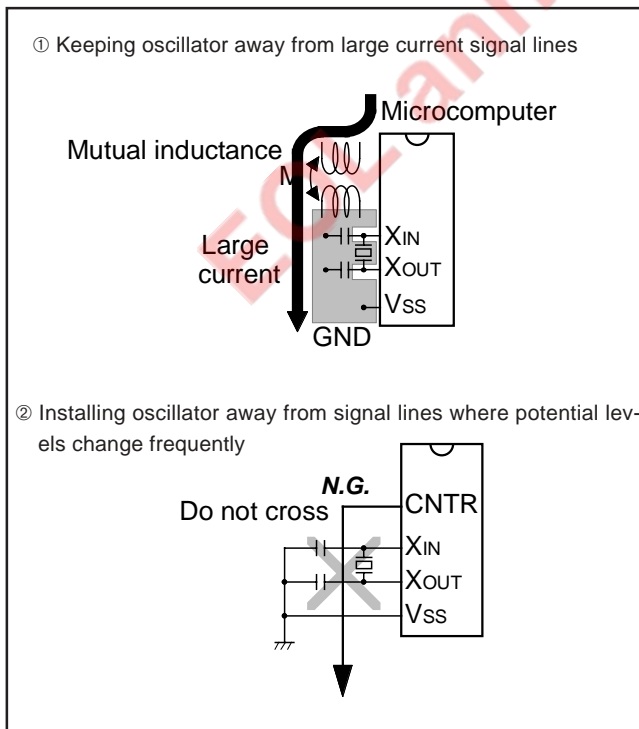 ① Keeping oscillator away from large current signal lines
Microcomputer
Mutual inductance
M
Large
current
XIN
XOUT
VSS
GND
② Installing oscillator away from signal lines where potential lev-
els change frequently
N.G.
Do not cross
CNTR
XIN
XOUT
VSS